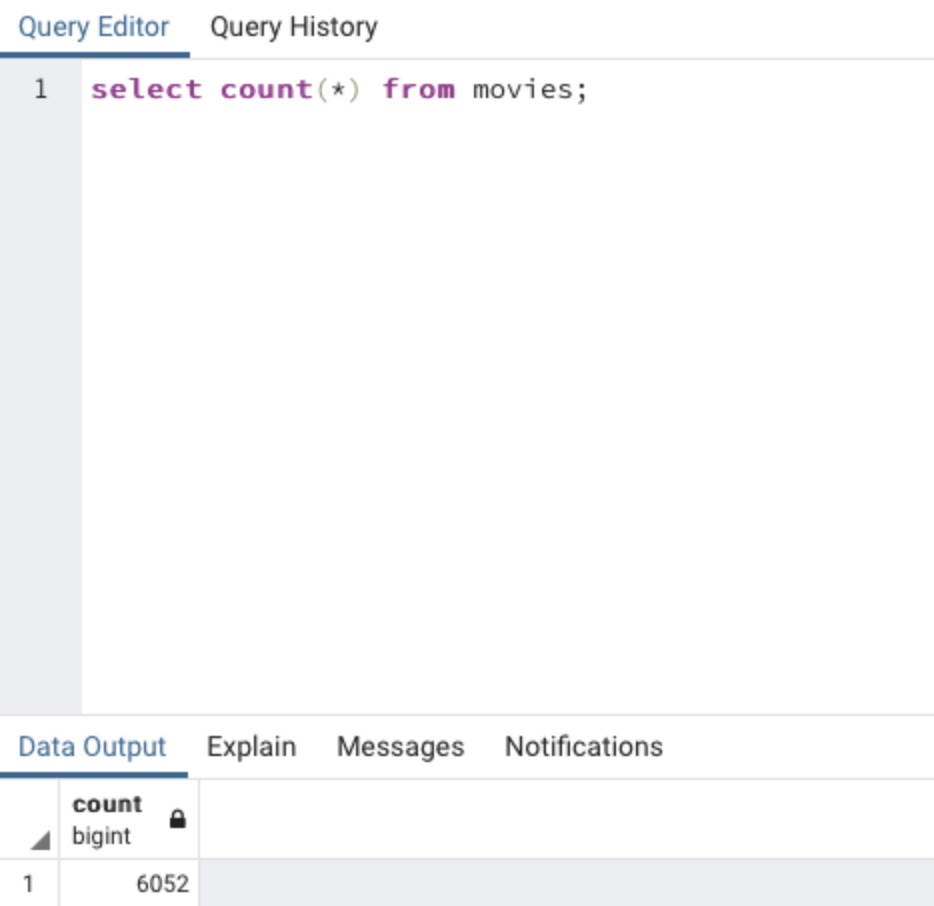 Query Editor Query History
1 select count(*) from movies;
Data Output Explain Messages Notifications
count
bigint
1 6052